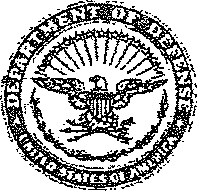 DEPARTMENT OF DEFENSE
UNITED STATES OF AMERICA